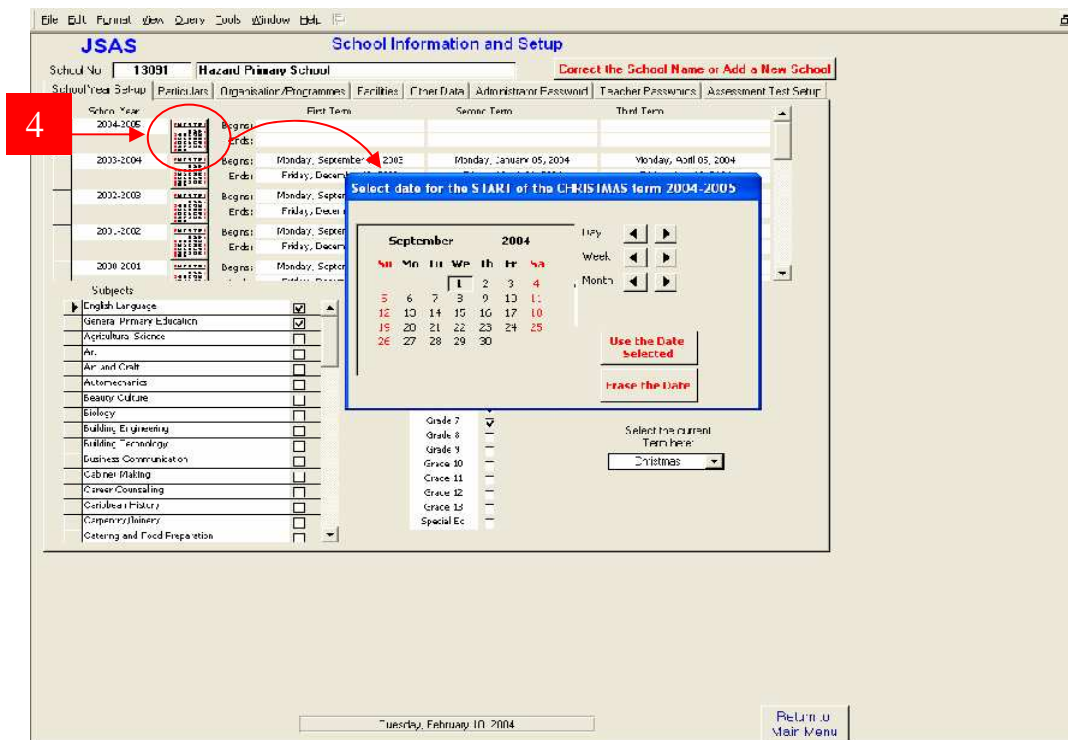 File Edit Format View Query Tools Window Help
JSAS School Information and Setup
School No 13091 Hazard Primary School Correct the School Name or Add a New School
School Year Set-up Particulars Organisation/Programmes Facilities Other Data Administrator Password Teacher Passwords Assessment Test Setup
School Year First Term Second Term Third Term
4
2004-2005 Begins:
Ends:
2003-2004 Begins: Monday, September 2003 Monday, January 05, 2004 Monday, April 05, 2004
Ends: Friday,
2002-2003 Begins: Monday,
Ends: Friday,
2001-2002 Begins: Monday,
Ends: Friday,
2000-2001 Begins: Monday,
Select date for the START of the CHRISTMAS term 2004-2005
September 2004
Su Mo Tu We Th Fr Sa
1 2 3 4
5 6 7 8 9 10 11
12 13 14 15 16 17 18
19 20 21 22 23 24 25
26 27 28 29 30
Day
Week
Month
Use the Date
Selected
Erase the Date
Subjects
English Language
General Primary Education
Agricultural Science
Art
Art and Craft
Automechanics
Beauty Culture
Biology
Building Engineering
Building Technology
Business Communication
Cabinet Making
Career Counselling
Caribbean History
Carpentry/Joinery
Catering and Food Preparation
Grade 7
Grade 8
Grade 9
Grade 10
Grade 11
Grade 12
Grade 13
Special Ed
Select the current
Term here:
Christmas
Tuesday, February 10, 2004
Return to
Main Menu